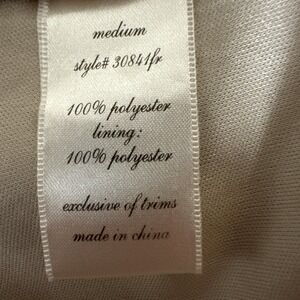 medium
style# 30841fr
100% polyester
lining:
100% polyester
exclusive of trims
made in china